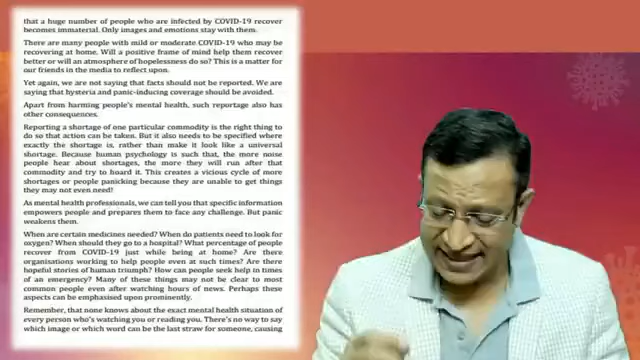 that a huge number of people who are infected by COVID-19 recover
becomes immaterial. Only images and emotions stay with them.
There are many people with mild or moderate COVID-19 who may be
recovering at home. Will a positive frame of mind help them recover
better or will an atmosphere of hopelessness do so? This is a matter for
our friends in the media to reflect upon.
Yet again, we are not saying that facts should not be reported. We are
saying that hysteria and panic-inducing coverage should be avoided.
Apart from harming people's mental health, such reportage also has
other consequences.
Reporting a shortage of one particular commodity is the right thing to
do so that action can be taken. But it also needs to be specified where
exactly the shortage is, rather than make it look like a universal
shortage. Because human psychology is such that, the more noise
people hear about shortages, the more they will run after that
commodity and try to hoard it. This creates a vicious cycle of more
shortages or people panicking because they are unable to get things
they may not even need!
As mental health professionals, we can tell you that specific information
empowers people and prepares them to face any challenge. But panic
weakens them.
When are certain medicines needed? When do patients need to look for
oxygen? When should they go to a hospital? What percentage of people
recover from COVID-19 just while being at home? Are there
organisations working to help people even at such times? Are there
hopeful stories of human triumph? How can people seek help in times
of an emergency? Many of these things may not be clear to most
common people even after watching hours of news. Perhaps these
aspects can be emphasised upon prominently.
Remember, that none knows about the exact mental health situation of
every person who's watching you or reading you. There's no way to say
which image or which word can be the last straw for someone, causing